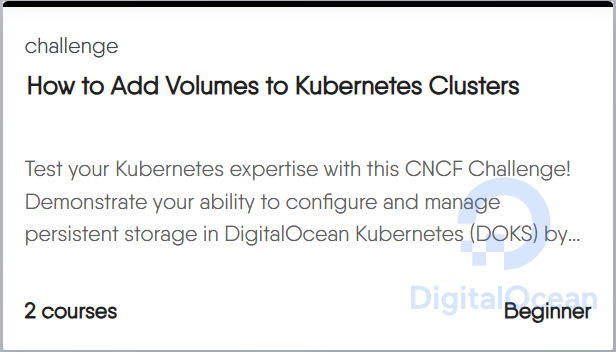 challenge
How to Add Volumes to Kubernetes Clusters
Test your Kubernetes expertise with this CNCF Challenge!
Demonstrate your ability to configure and manage
persistent storage in DigitalOcean Kubernetes (DOKS) by...
DigitalOcean
2 courses
Beginner